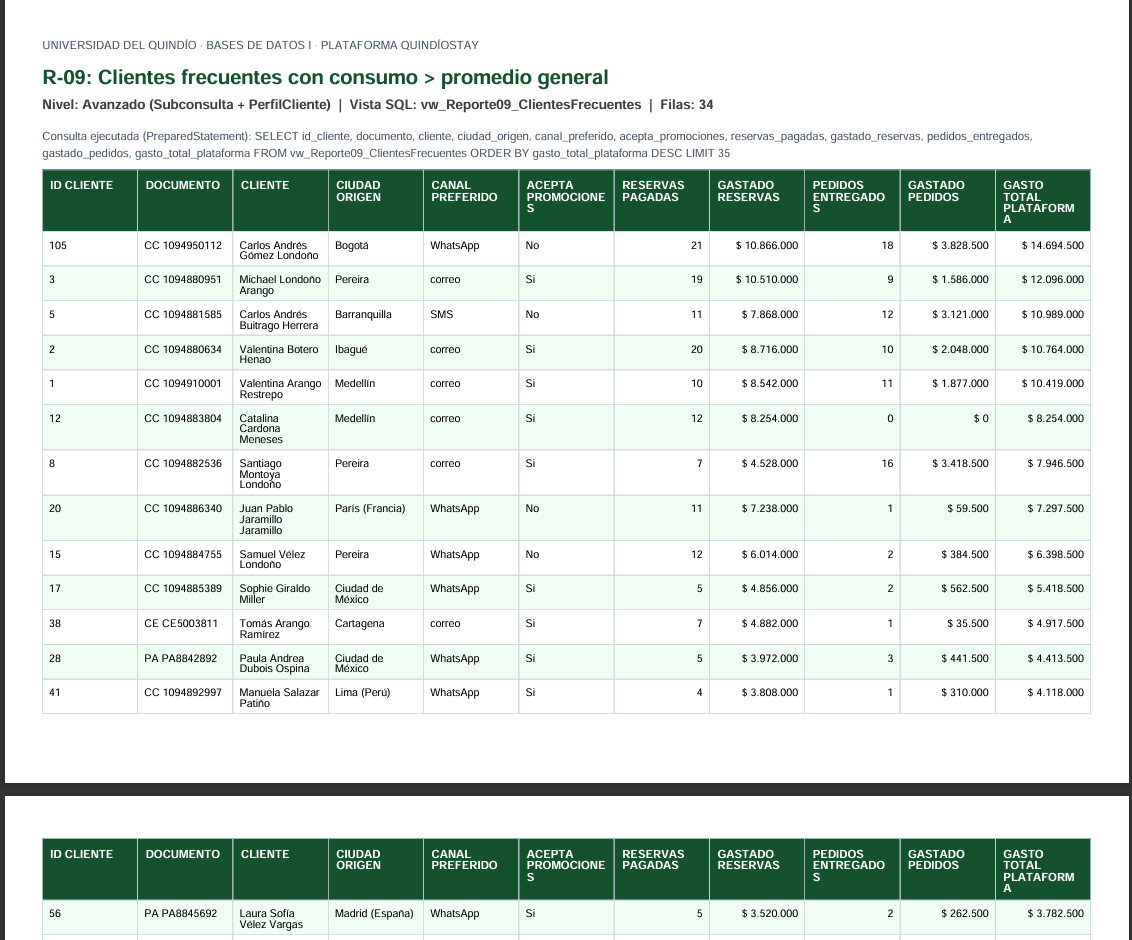 UNIVERSIDAD DEL QUINDÍO · BASES DE DATOS I · PLATAFORMA QUINDÍOSTAY
R-09: Clientes frecuentes con consumo > promedio general
Nivel: Avanzado (Subconsulta + PerfilCliente) | Vista SQL: vw_Reporte09_ClientesFrecuentes | Filas: 34
Consulta ejecutada (PreparedStatement): SELECT id_cliente, documento, cliente, ciudad_origen, canal_preferido, acepta_promociones, reservas_pagadas, gastado_reservas, pedidos_entregados,
gastado_pedidos, gasto_total_plataforma FROM vw_Reporte09_ClientesFrecuentes ORDER BY gasto_total_plataforma DESC LIMIT 35
ID CLIENTE DOCUMENTO CLIENTE CIUDAD ACEPTA CANAL RESERVAS GASTADO PEDIDOS GASTADO GASTO
ORIGEN PREFERIDO PROMOCIONE PAGADAS RESERVAS ENTREGADO PEDIDOS TOTAL
S S PLATAFORM
A
105 CC 1094950112 Carlos Andrés Bogotá WhatsApp No 21 $ 10.866.000 18 $ 3.828.500 $ 14.694.500
Gómez Londoño
3 CC 1094880951 Michael Londoño Pereira correo Si 19 $ 10.510.000 9 $ 1.586.000 $ 12.096.000
Arango
5 CC 1094881585 Carlos Andrés Barranquilla SMS No 11 $ 7.868.000 12 $ 3.121.000 $ 10.989.000
Buitrago Herrera
2 CC 1094880634 Valentina Botero Ibagué correo Si 20 $ 8.716.000 10 $ 2.048.000 $ 10.764.000
Henao
1 CC 1094910001 Valentina Arango Medellín correo Si 10 $ 8.542.000 11 $ 1.877.000 $ 10.419.000
Restrepo
12 CC 1094883804 Catalina Medellín correo Si 12 $ 8.254.000 0 $ 0 $ 8.254.000
Cardona
Meneses
8 CC 1094882536 Santiago Pereira correo Si 7 $ 4.528.000 16 $ 3.418.500 $ 7.946.500
Montoya
Londoño
20 CC 1094886340 Juan Pablo París (Francia) WhatsApp No 11 $ 7.238.000 1 $ 59.500 $ 7.297.500
Jaramillo
Jaramillo
15 CC 1094884755 Samuel Vélez Pereira WhatsApp No 12 $ 6.014.000 2 $ 384.500 $ 6.398.500
Londoño
17 CC 1094885389 Sophie Giraldo Ciudad de WhatsApp Si 5 $ 4.856.000 2 $ 562.500 $ 5.418.500
Miller México
38 CE CE5003811 Tomás Arango Cartagena correo Si 7 $ 4.882.000 1 $ 35.500 $ 4.917.500
Ramírez
28 PA PA8842892 Paula Andrea Ciudad de WhatsApp Si 5 $ 3.972.000 3 $ 441.500 $ 4.413.500
Dubois Ospina México
41 CC 1094892997 Manuela Salazar Lima (Perú) WhatsApp Si 4 $ 3.808.000 1 $ 310.000 $ 4.118.000
Patiño
ID CLIENTE DOCUMENTO CLIENTE CIUDAD CANAL ACEPTA RESERVAS GASTADO PEDIDOS GASTADO GASTO
ORIGEN PREFERIDO PROMOCIONE PAGADAS RESERVAS ENTREGADO PEDIDOS TOTAL
S S PLATAFORM
A
56 PA PA8845692 Laura Sofía Madrid (España) WhatsApp Si 5 $ 3.520.000 2 $ 262.500 $ 3.782.500
Vélez Vargas